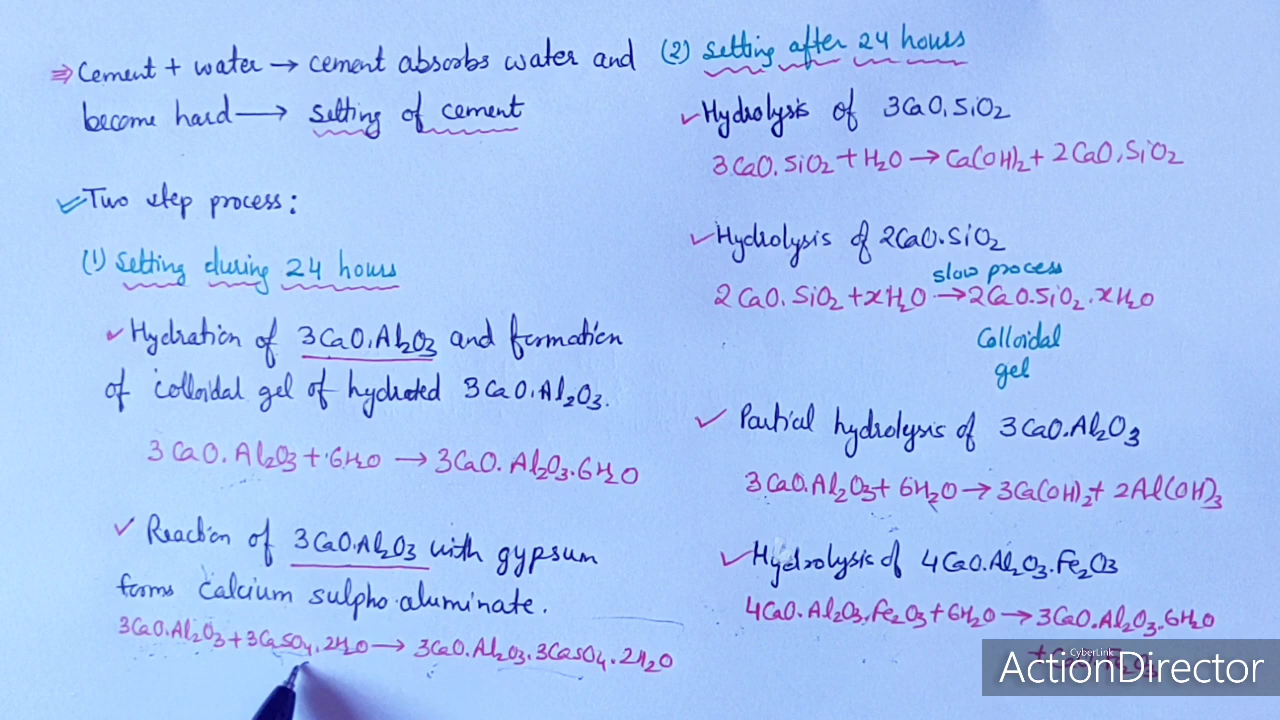 ⇒ Cement + water → cement absorbs water and
become hard → setting of cement
✓ Two step process:
(1) Setting during 24 hours
✓ Hydration of 3CaO.Al₂O₃ and formation
of colloidal gel of hydrated 3CaO.Al₂O₃.
3CaO.Al₂O₃ + 6H₂O → 3CaO.Al₂O₃.6H₂O
✓ Reaction of 3CaO.Al₂O₃ with gypsum
forms calcium sulpho.aluminate.
3CaO.Al₂O₃ + 3CaSO₄.2H₂O → 3CaO.Al₂O₃.3CaSO₄.2H₂O
(2) Setting after 24 hours
✓ Hydrolysis of 3CaO.SiO₂
3CaO.SiO₂ + H₂O → Ca(OH)₂ + 2CaO.SiO₂
✓ Hydrolysis of 2CaO.SiO₂
slow process
2CaO.SiO₂ + xH₂O → 2CaO.SiO₂.xH₂O
Colloidal
gel
✓ Partial hydrolysis of 3CaO.Al₂O₃
3CaO.Al₂O₃ + 6H₂O → 3Ca(OH)₂ + 2Al(OH)₃
✓ Hydrolysis of 4CaO.Al₂O₃.Fe₂O₃
4CaO.Al₂O₃.Fe₂O₃ + 6H₂O → 3CaO.Al₂O₃.6H₂O
CyberLink
ActionDirector